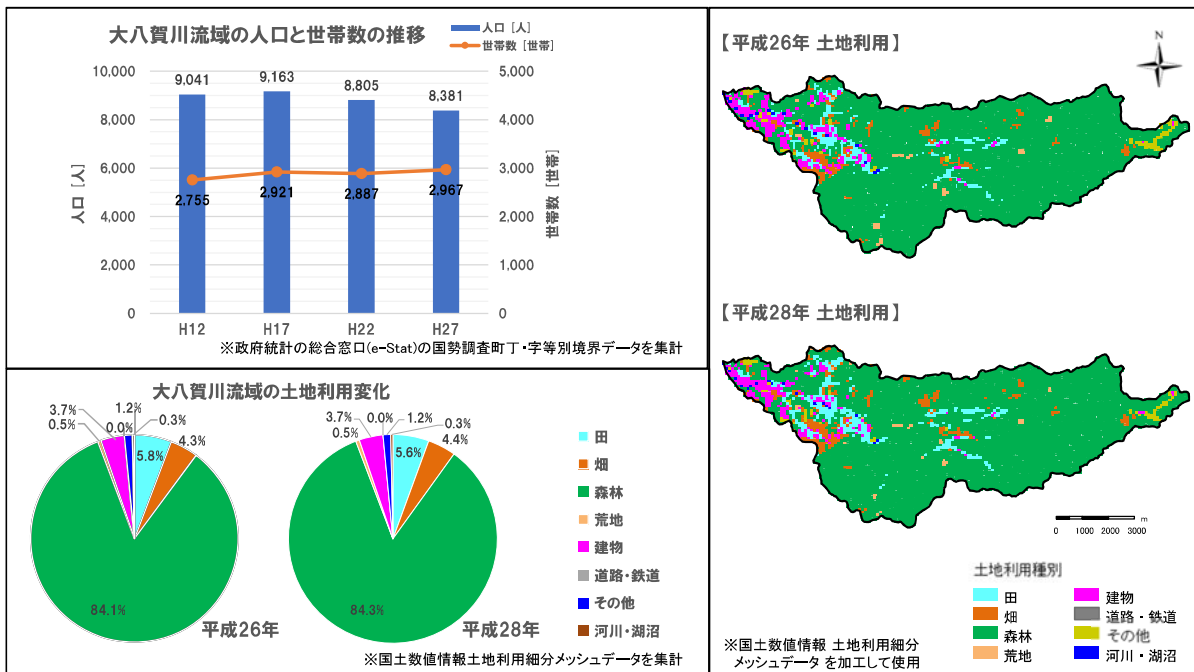 大八賀川流域の人口と世帯数の推移
人口 [人]
世帯数 [世帯]
10,000
8,000
6,000
4,000
2,000
0
人口 [人]
9,041
9,163
8,805
8,381
2,755
2,921
2,887
2,967
5,000
4,000
3,000
2,000
1,000
0
世帯数 [世帯]
H12
H17
H22
H27
※政府統計の総合窓口(e-Stat)の国勢調査町丁・字等別境界データを集計
大八賀川流域の土地利用変化
3.7%
1.2%
0.5%
0.0%
0.3%
4.3%
5.8%
84.1%
平成26年
3.7%
0.0%
1.2%
0.5%
0.3%
4.4%
5.6%
84.3%
平成28年
田
畑
森林
荒地
建物
道路・鉄道
その他
河川・湖沼
※国土数値情報土地利用細分メッシュデータを集計
【平成26年 土地利用】
N
【平成28年 土地利用】
0 1000 2000 3000 m
土地利用種別
田
畑
森林
荒地
建物
道路・鉄道
その他
河川・湖沼
※国土数値情報 土地利用細分
メッシュデータ を加工して使用